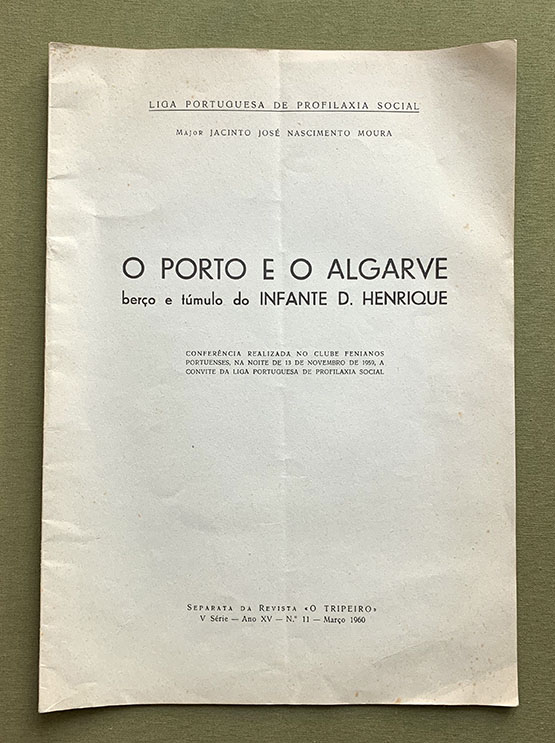 LIGA PORTUGUESA DE PROFILAXIA SOCIAL
MAJOR JACINTO JOSÉ NASCIMENTO MOURA
O PORTO E O ALGARVE
berço e túmulo do INFANTE D. HENRIQUE
CONFERÊNCIA REALIZADA NO CLUBE FENIANOS
PORTUENSES, NA NOITE DE 13 DE NOVEMBRO DE 1959, A
CONVITE DA LIGA PORTUGUESA DE PROFILAXIA SOCIAL
SEPARATA DA REVISTA «O TRIPEIRO»
V Série — Ano XV — N.º 11 — Março 1960